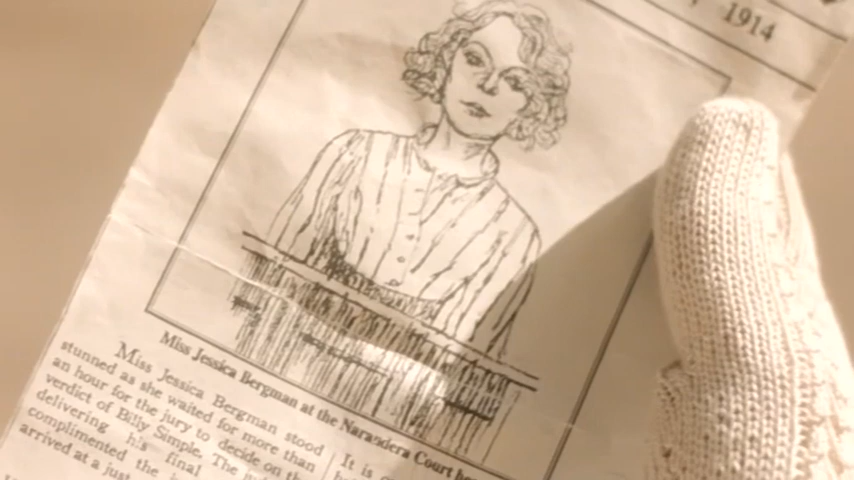 1914
Miss Jessica Bergman at the Narandera Court
Miss Jessica Bergman stood
stunned as she waited for more than
an hour for the jury to decide on the
verdict of Billy Simple. The
delivering his final
complimented the
arrived at a just
It is